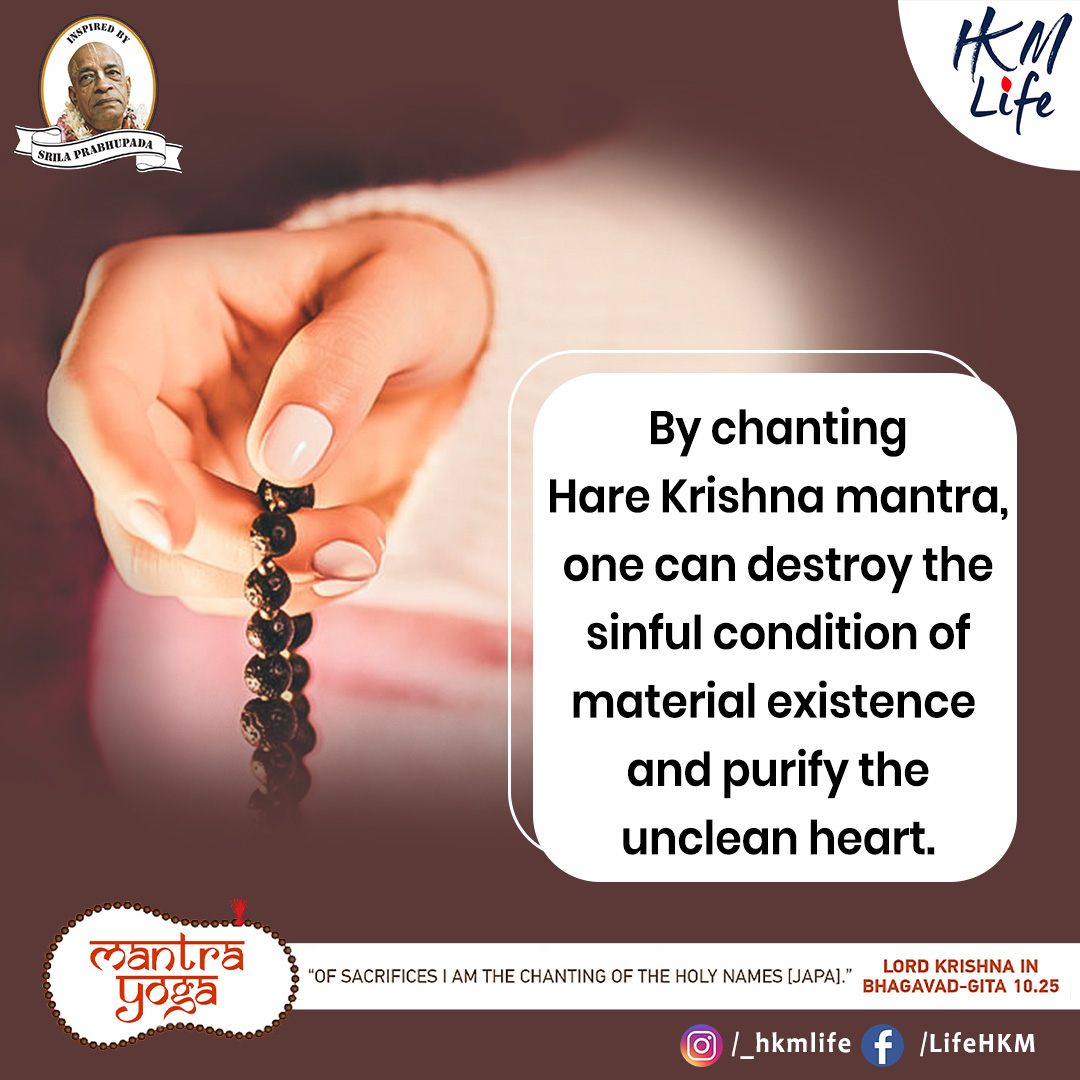 INSPIRED BY
SRILA PRABHUPADA
HKM
Life
By chanting
Hare Krishna mantra,
one can destroy the
sinful condition of
material existence
and purify the
unclean heart.
mantra
yoga
“OF SACRIFICES I AM THE CHANTING OF THE HOLY NAMES [JAPA].”
LORD KRISHNA IN
BHAGAVAD-GITA 10.25
/_hkmlife
/LifeHKM